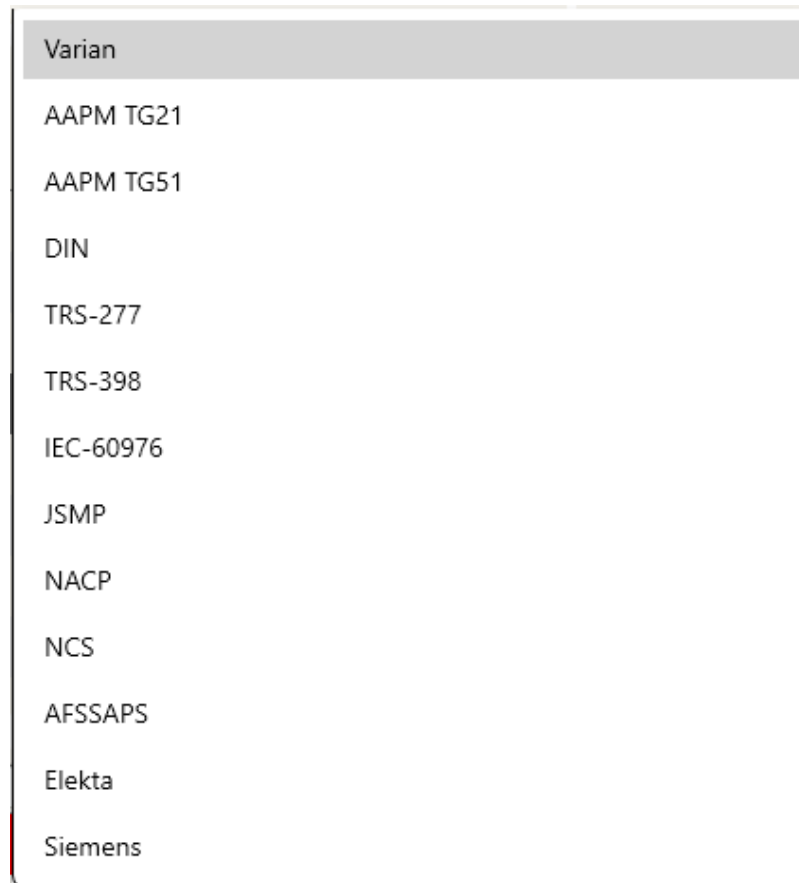 Varian
AAPM TG21
AAPM TG51
DIN
TRS-277
TRS-398
IEC-60976
JSMP
NACP
NCS
AFSSAPS
Elekta
Siemens